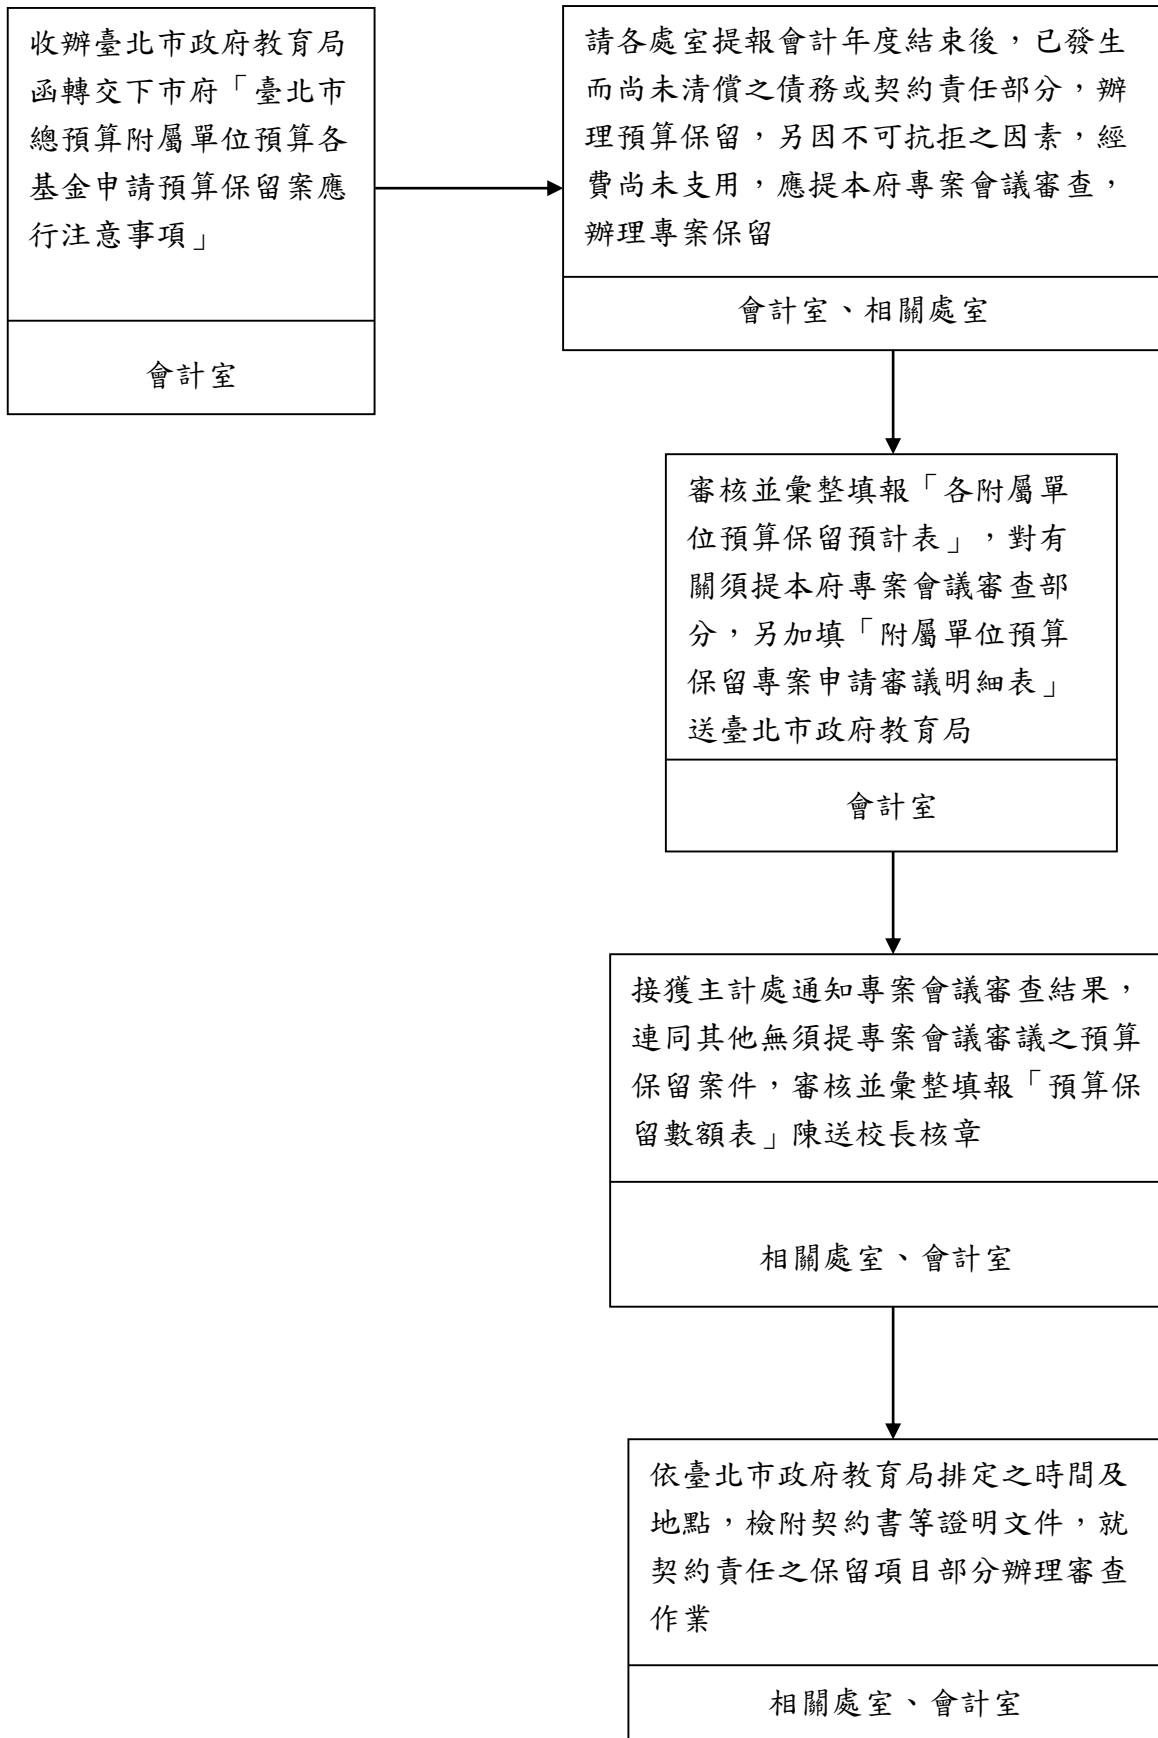 收辦臺北市政府教育局
函轉交下市府「臺北市
總預算附屬單位預算各
基金申請預算保留案應
行注意事項」
會計室
請各處室提報會計年度結束後，已發生
而尚未清償之債務或契約責任部分，辦
理預算保留，另因不可抗拒之因素，經
費尚未支用，應提本府專案會議審查，
辦理專案保留
會計室、相關處室
審核並彙整填報「各附屬單
位預算保留預計表」，對有
關須提本府專案會議審查部
分，另加填「附屬單位預算
保留專案申請審議明細表」
送臺北市政府教育局
會計室
接獲主計處通知專案會議審查結果，
連同其他無須提專案會議審議之預算
保留案件，審核並彙整填報「預算保
留數額表」陳送校長核章
相關處室、會計室
依臺北市政府教育局排定之時間及
地點，檢附契約書等證明文件，就
契約責任之保留項目部分辦理審查
作業
相關處室、會計室